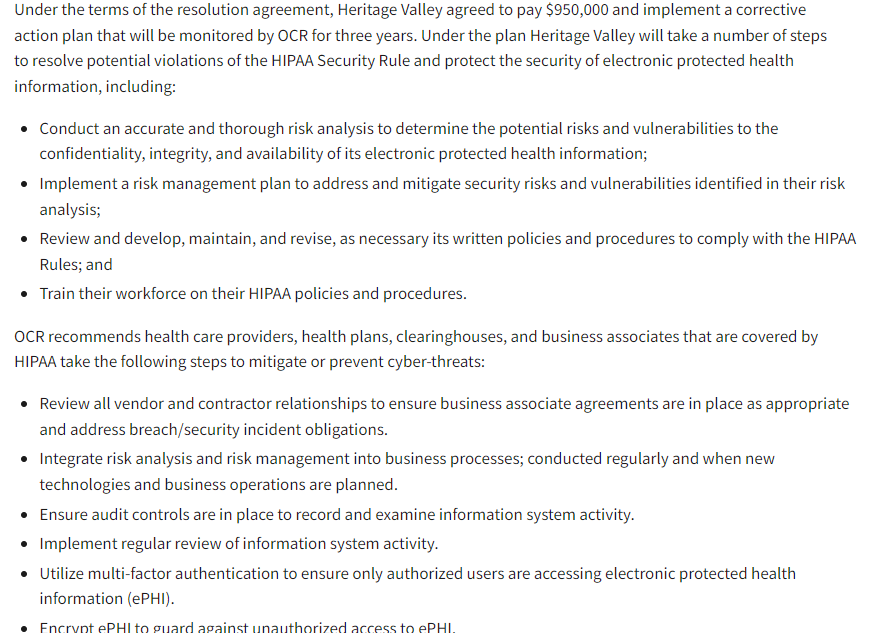 Under the terms of the resolution agreement, Heritage Valley agreed to pay $950,000 and implement a corrective
action plan that will be monitored by OCR for three years. Under the plan Heritage Valley will take a number of steps
to resolve potential violations of the HIPAA Security Rule and protect the security of electronic protected health
information, including:
• Conduct an accurate and thorough risk analysis to determine the potential risks and vulnerabilities to the
confidentiality, integrity, and availability of its electronic protected health information;
• Implement a risk management plan to address and mitigate security risks and vulnerabilities identified in their risk
analysis;
• Review and develop, maintain, and revise, as necessary its written policies and procedures to comply with the HIPAA
Rules; and
• Train their workforce on their HIPAA policies and procedures.
OCR recommends health care providers, health plans, clearinghouses, and business associates that are covered by
HIPAA take the following steps to mitigate or prevent cyber-threats:
• Review all vendor and contractor relationships to ensure business associate agreements are in place as appropriate
and address breach/security incident obligations.
• Integrate risk analysis and risk management into business processes; conducted regularly and when new
technologies and business operations are planned.
• Ensure audit controls are in place to record and examine information system activity.
• Implement regular review of information system activity.
• Utilize multi-factor authentication to ensure only authorized users are accessing electronic protected health
information (ePHI).
• Encrypt ePHI to guard against unauthorized access to ePHI.